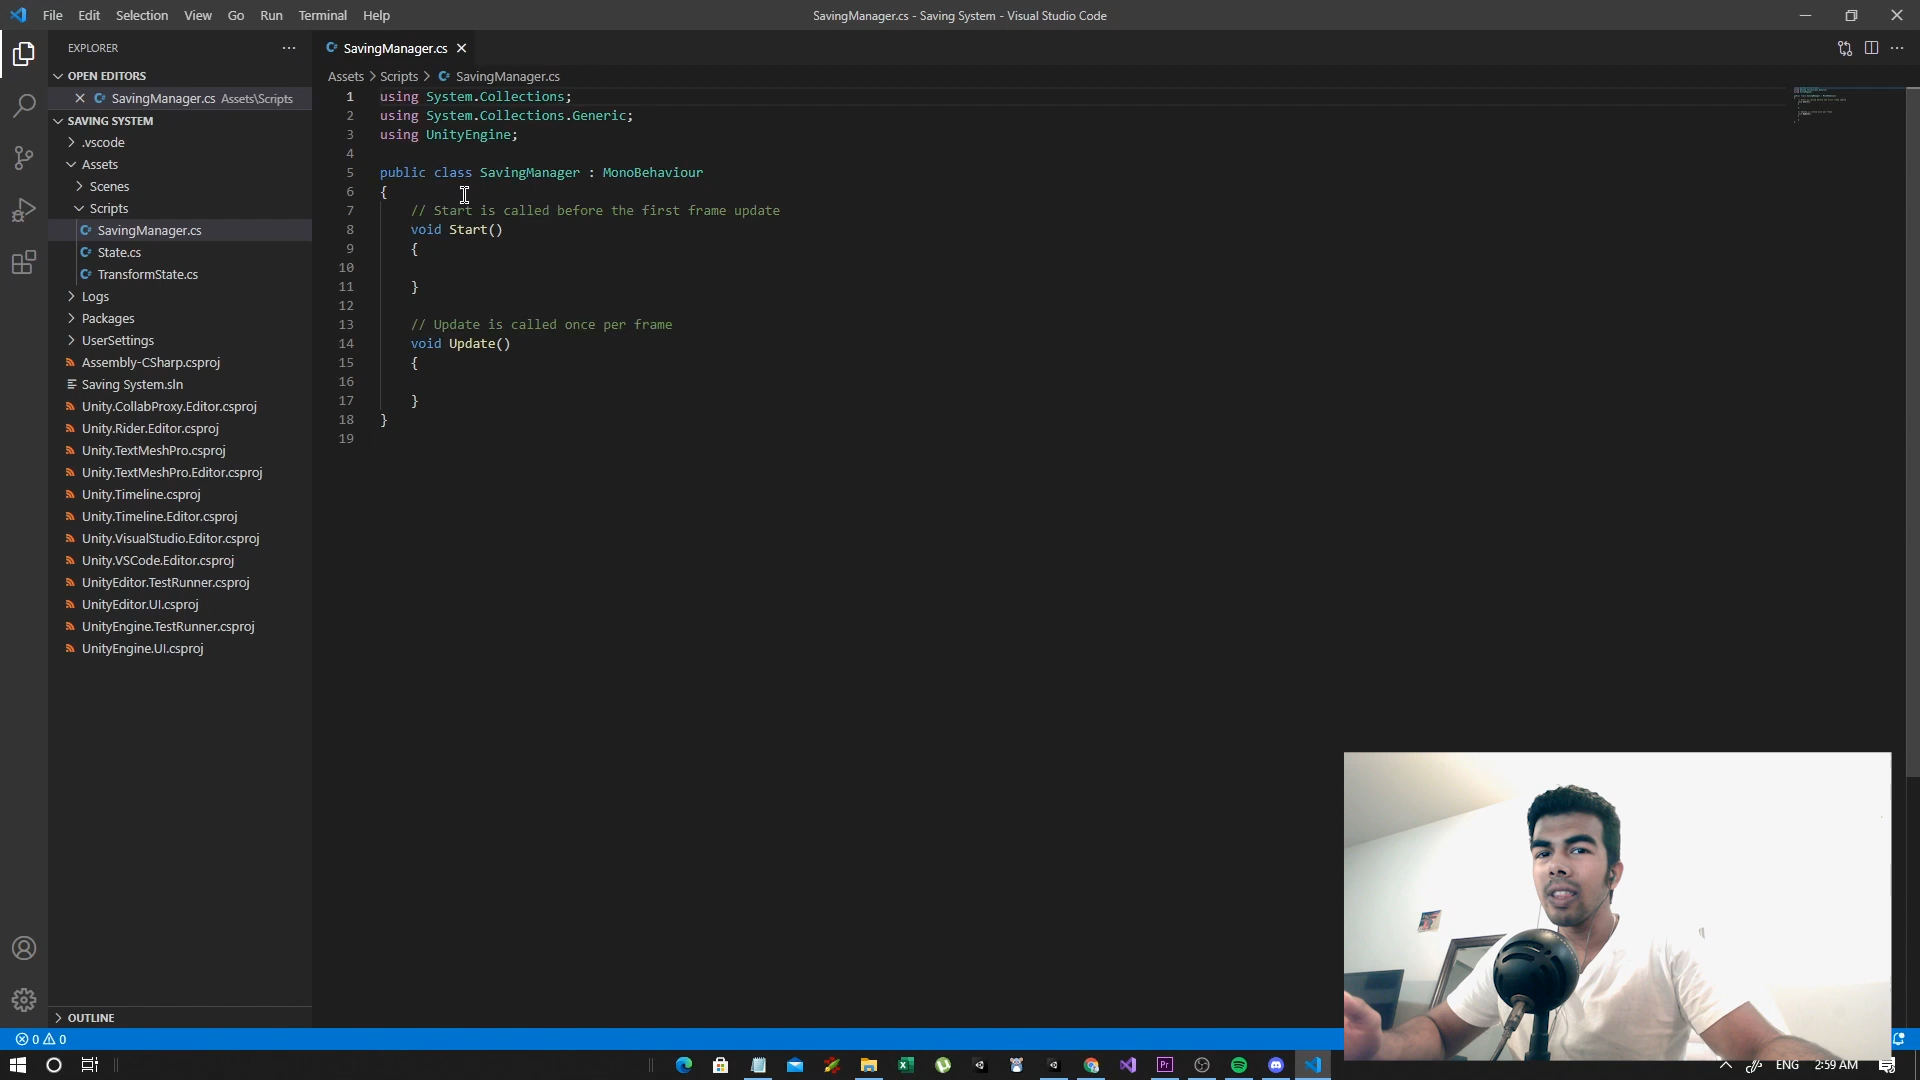 File Edit Selection View Go Run Terminal Help
SavingManager.cs - Saving System - Visual Studio Code
EXPLORER
OPEN EDITORS
SavingManager.cs Assets\Scripts
SAVING SYSTEM
.vscode
Assets
Scenes
Scripts
SavingManager.cs
State.cs
TransformState.cs
Logs
Packages
UserSettings
Assembly-CSharp.csproj
Saving System.sln
Unity.CollabProxy.Editor.csproj
Unity.Rider.Editor.csproj
Unity.TextMeshPro.csproj
Unity.TextMeshPro.Editor.csproj
Unity.Timeline.csproj
Unity.Timeline.Editor.csproj
Unity.VisualStudio.Editor.csproj
Unity.VSCode.Editor.csproj
UnityEditor.TestRunner.csproj
UnityEditor.UI.csproj
UnityEngine.TestRunner.csproj
UnityEngine.UI.csproj
OUTLINE
SavingManager.cs
Assets > Scripts > SavingManager.cs
1 using System.Collections;
2 using System.Collections.Generic;
3 using UnityEngine;
4
5 public class SavingManager : MonoBehaviour
6 {
7 // Start is called before the first frame update
8 void Start()
9 {
10
11 }
12
13 // Update is called once per frame
14 void Update()
15 {
16
17 }
18 }
19
0 0
ENG 2:59 AM